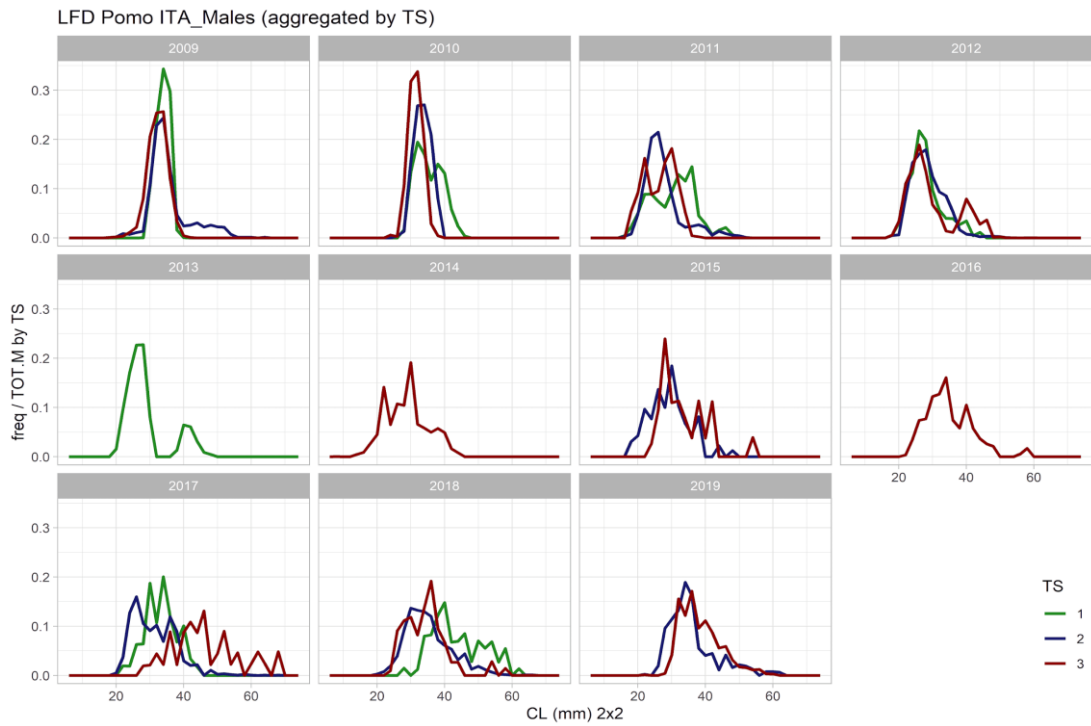 LFD Pomo ITA_Males (aggregated by TS)
2009 2010 2011 2012
0.3
0.2
0.1
0.0
2013 2014 2015 2016
0.3
0.2
0.1
0.0
20 40 60
2017 2018 2019
0.3
0.2
0.1
0.0
20 40 60 20 40 60 20 40 60
freq / TOT.M by TS
CL (mm) 2x2
TS
1
2
3